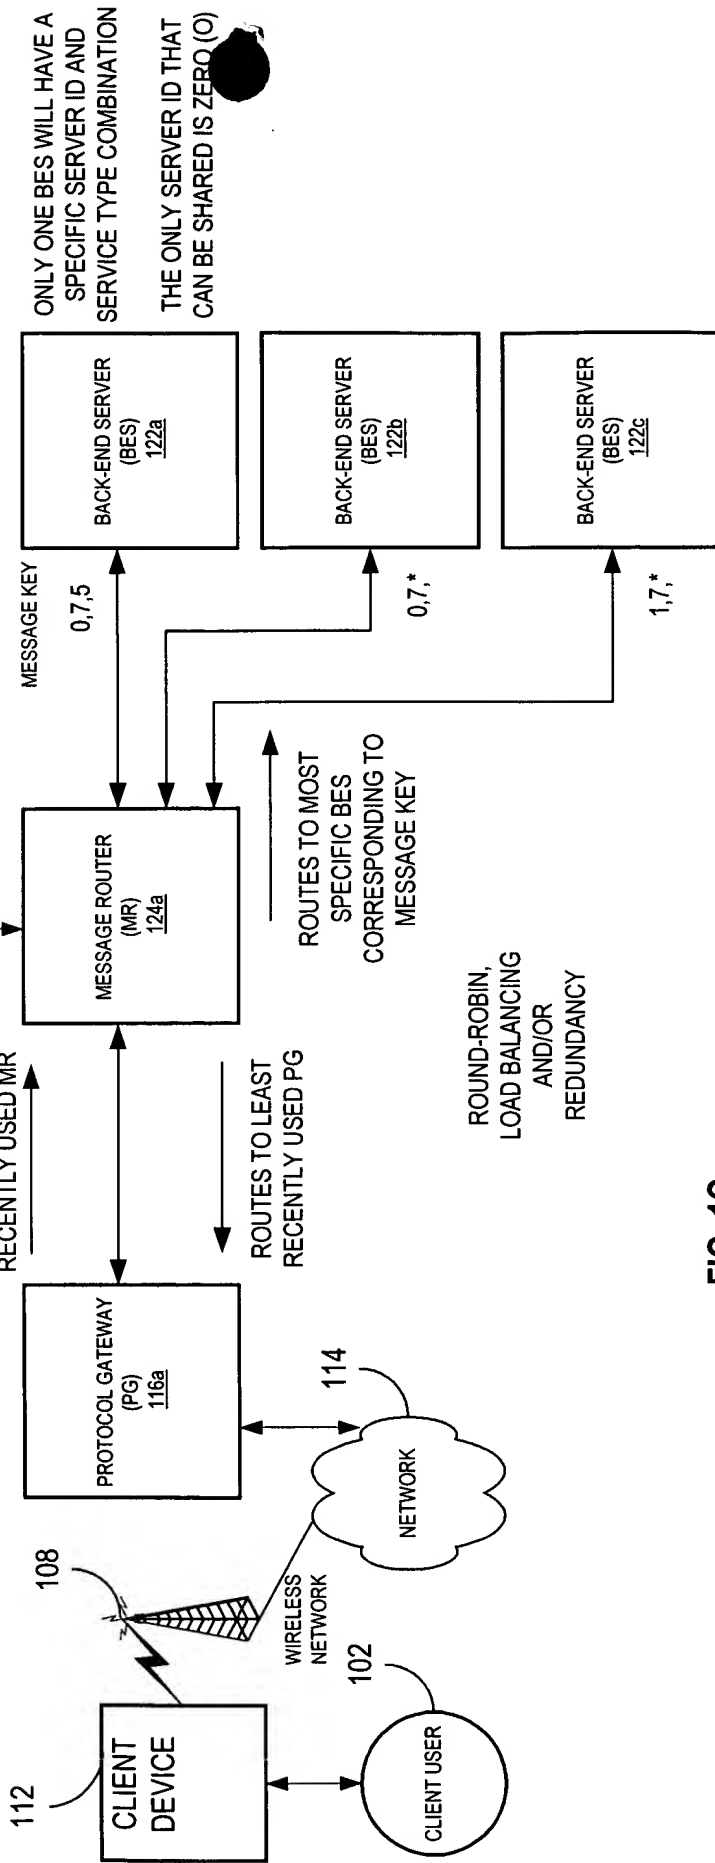 112
CLIENT
DEVICE
CLIENT USER
102
108
WIRELESS
NETWORK
NETWORK
114
PROTOCOL GATEWAY
(PG)
116a
RECENTLY USED MR
ROUTES TO LEAST
RECENTLY USED PG
MESSAGE ROUTER
(MR)
124a
ROUTES TO MOST
SPECIFIC BES
CORRESPONDING TO
MESSAGE KEY
ROUND-ROBIN,
LOAD BALANCING
AND/OR
REDUNDANCY
MESSAGE KEY
0,7,5
0,7,*
1,7,*
BACK-END SERVER
(BES)
122a
BACK-END SERVER
(BES)
122b
BACK-END SERVER
(BES)
122c
ONLY ONE BES WILL HAVE A
SPECIFIC SERVER ID AND
SERVICE TYPE COMBINATION
THE ONLY SERVER ID THAT
CAN BE SHARED IS ZERO (O)